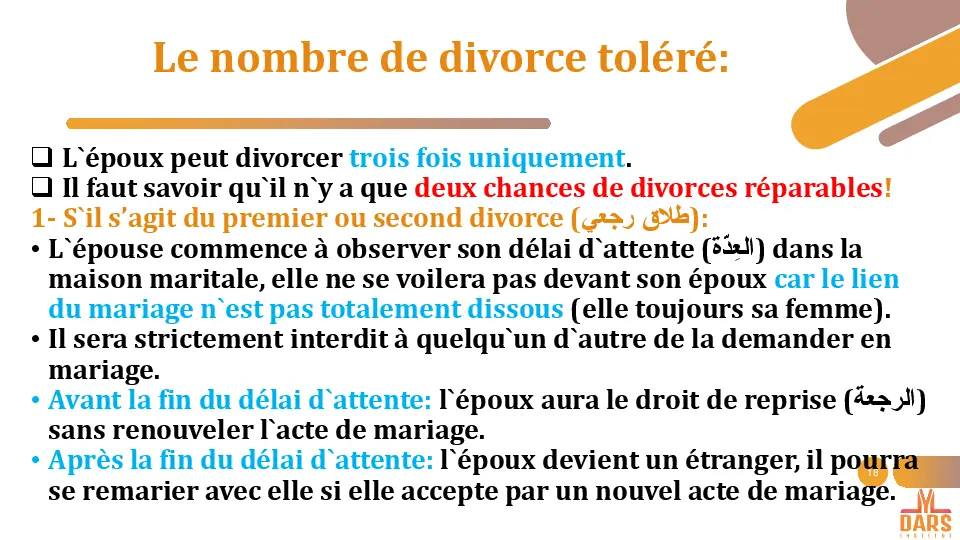 Le nombre de divorce toléré:
❑ L`époux peut divorcer trois fois uniquement.
❑ Il faut savoir qu`il n`y a que deux chances de divorces réparables!
1- S`il s’agit du premier ou second divorce (طلاق رجعي):
• L`épouse commence à observer son délai d`attente (العِدّة) dans la
maison maritale, elle ne se voilera pas devant son époux car le lien
du mariage n`est pas totalement dissous (elle toujours sa femme).
• Il sera strictement interdit à quelqu`un d`autre de la demander en
mariage.
• Avant la fin du délai d`attente: l`époux aura le droit de reprise (الرجعة)
sans renouveler l`acte de mariage.
• Après la fin du délai d`attente: l`époux devient un étranger, il pourra
se remarier avec elle si elle accepte par un nouvel acte de mariage.
18
DARS
INSTITUT